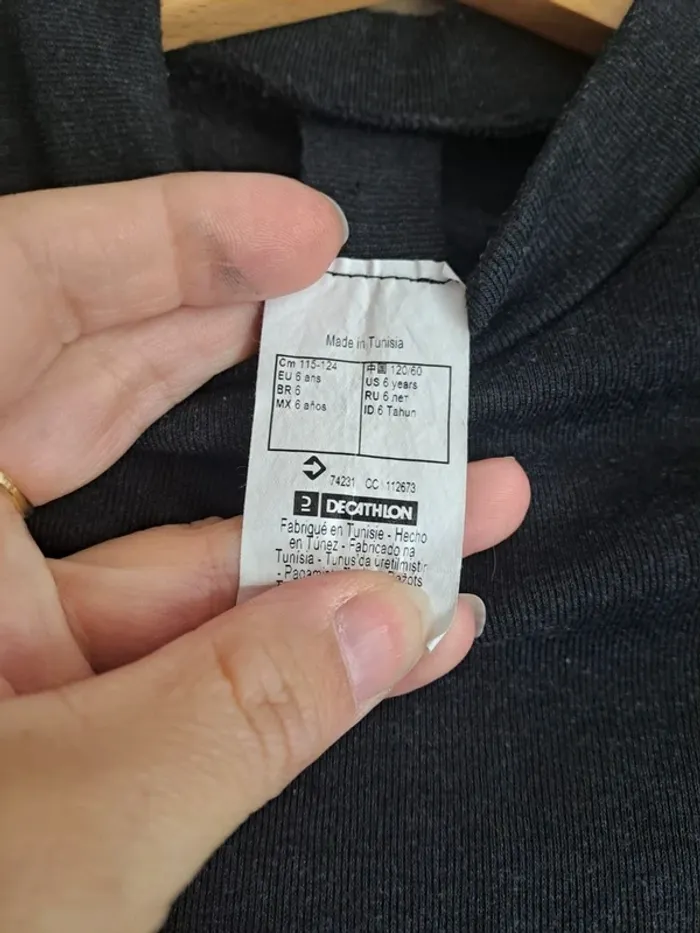 Made in Tunisia
Cm 115-124
EU 6 ans
BR 6
MX 6 años
中国 120/60
US 6 years
RU 6 лет
ID 6 Tahun
74231 CC 112673
DECATHLON
Fabriqué en Tunisie - Hecho
en Túnez - Fabricado na
Tunísia - Tunus'da üretilmiştir